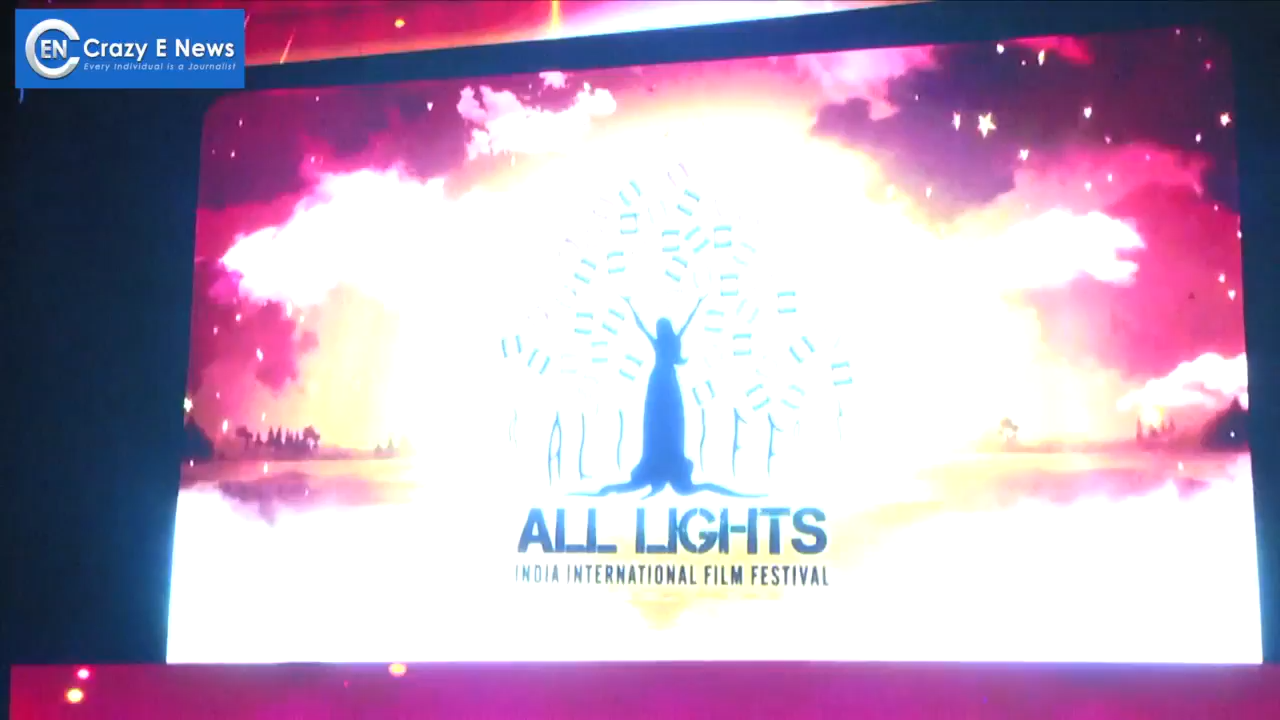 EN
Crazy E News
Every Individual is a Journalist
ALL LIGHTS
INDIA INTERNATIONAL FILM FESTIVAL